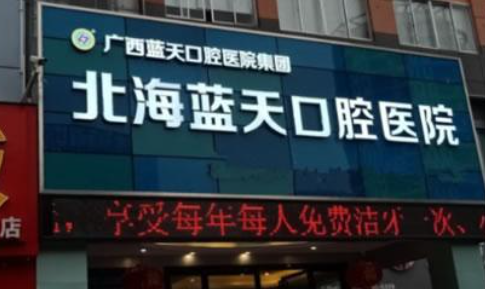 广西蓝天口腔医院集团
北海蓝天口腔医院
享受每年每人免费洁牙一次、
店